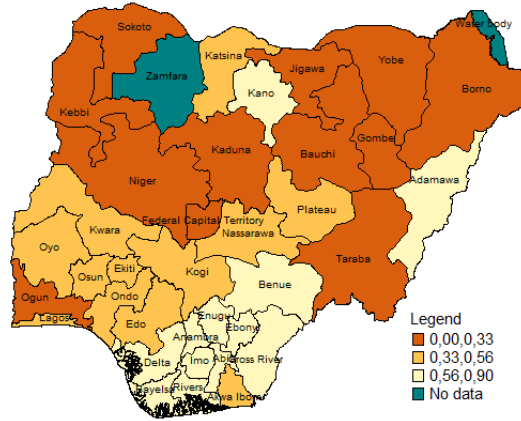 Sokoto
Water body
Katsina
Zamfara
Jigawa
Yobe
Kano
Borno
Kebbi
Gombe
Kaduna
Bauchi
Niger
Adamawa
Plateau
Federal Capital Territory
Kwara
Nassarawa
Oyo
Taraba
Ekiti
Kogi
Osun
Benue
Ogun
Ondo
Lagos
Edo
Enugu
Ebony
Anambra
Delta
Imo
Abi
Cross River
Bayelsa
Rivers
Akwa Ibom
Legend
0,00,0,33
0,33,0,56
0,56,0,90
No data